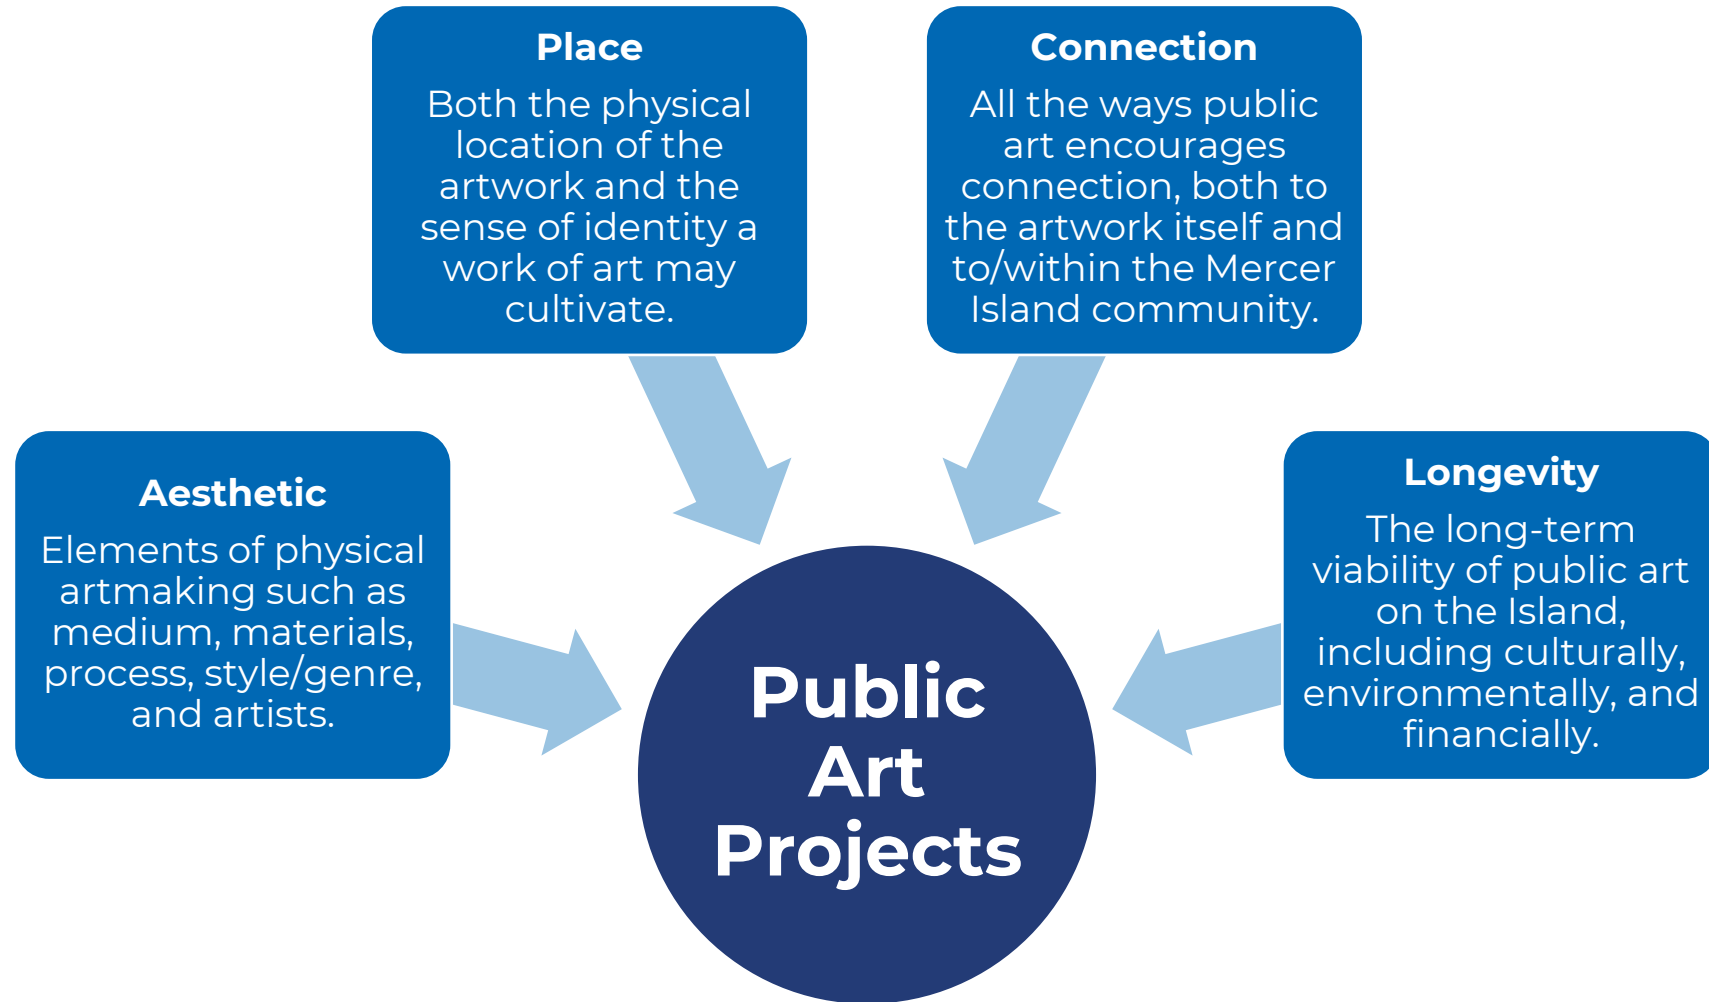 Place
Both the physical
location of the
artwork and the
sense of identity a
work of art may
cultivate.
Connection
All the ways public
art encourages
connection, both to
the artwork itself and
to/within the Mercer
Island community.
Aesthetic
Elements of physical
artmaking such as
medium, materials,
process, style/genre,
and artists.
Longevity
The long-term
viability of public art
on the Island,
including culturally,
environmentally, and
financially.
Public
Art
Projects